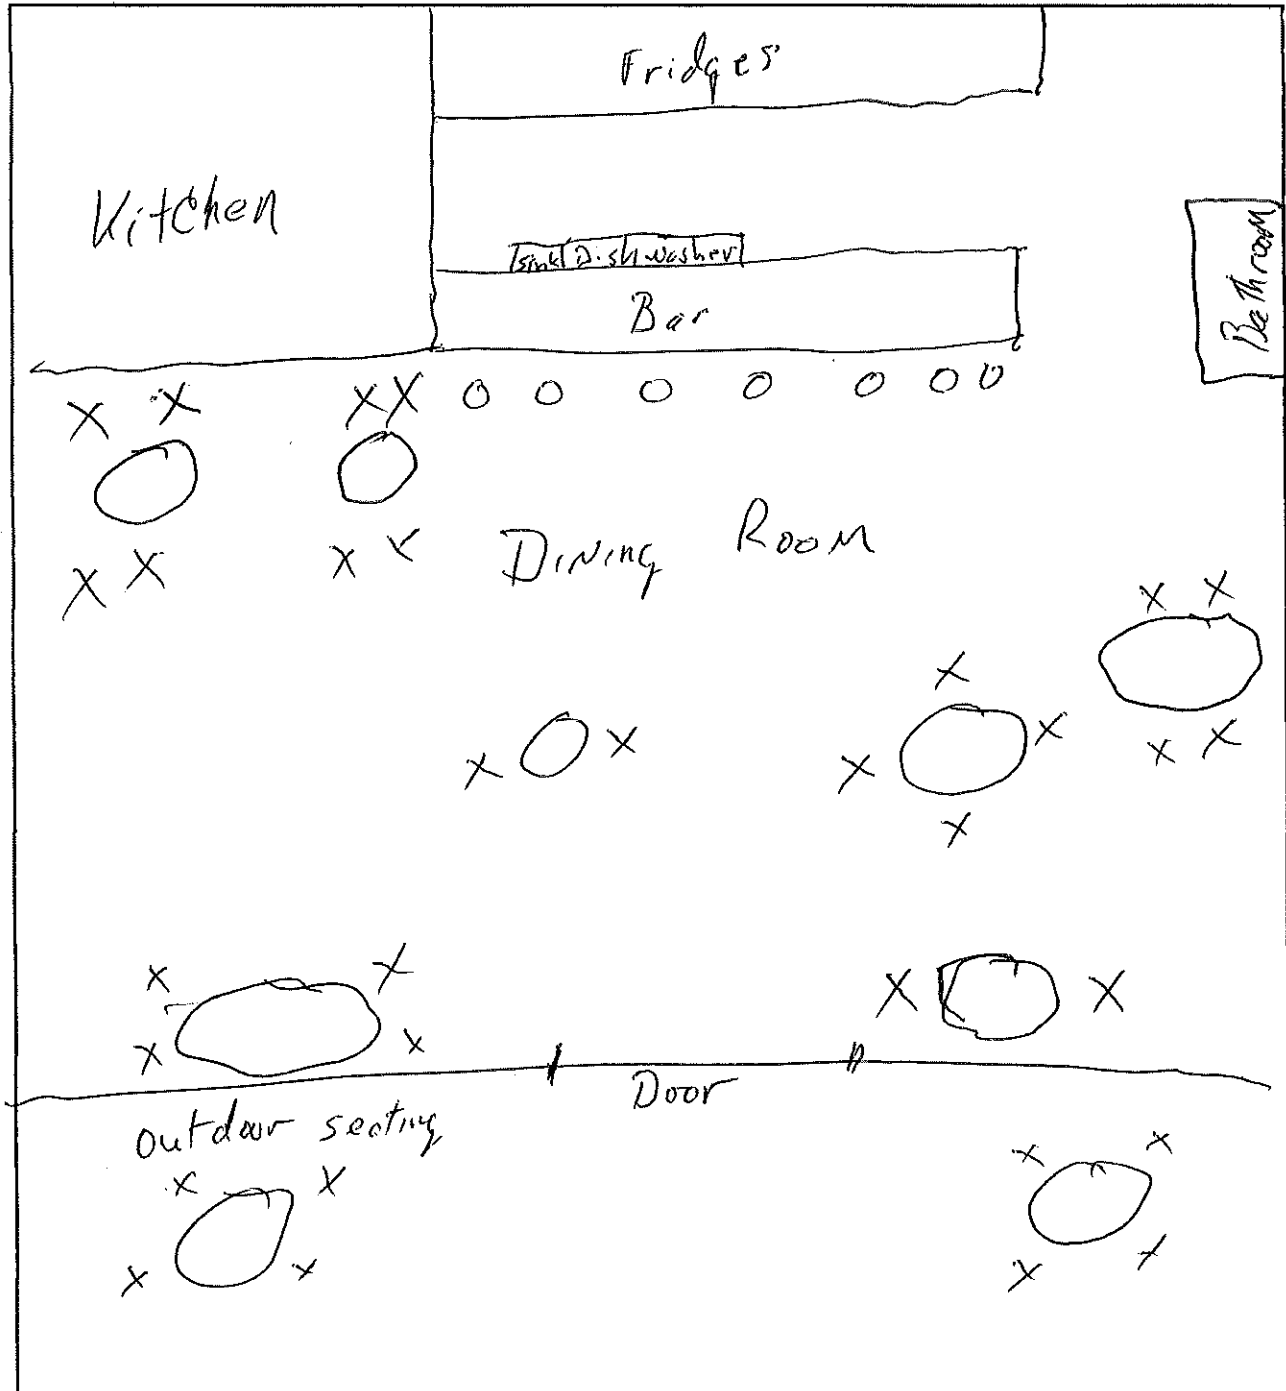 Fridges
Kitchen
sink Dishwasher
Bar
Bathroom
Dining Room
Door
outdoor seating